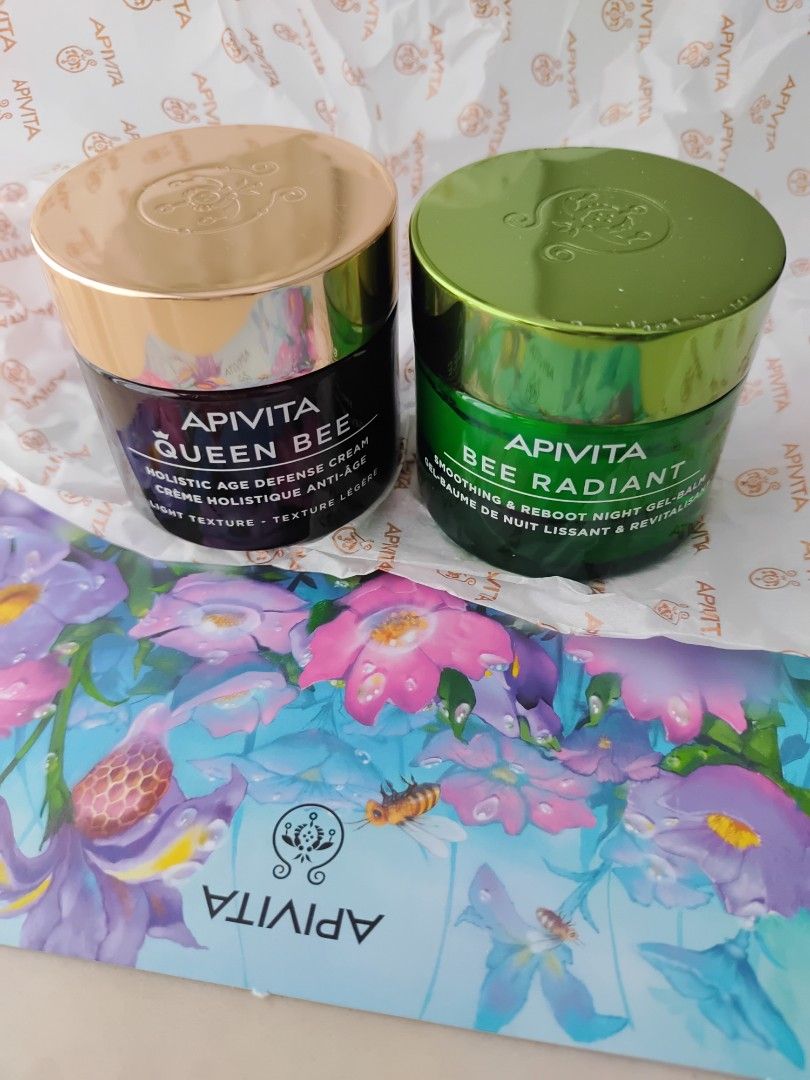 APIVITA
QUEEN BEE
HOLISTIC AGE DEFENSE CREAM
CRÈME HOLISTIQUE ANTI-ÂGE
LIGHT TEXTURE - TEXTURE LÉGÈRE
APIVITA
BEE RADIANT
SMOOTHING & REBOOT NIGHT GEL-BALM
GEL-BAUME DE NUIT LISSANT & REVITALISANT
APIVITA